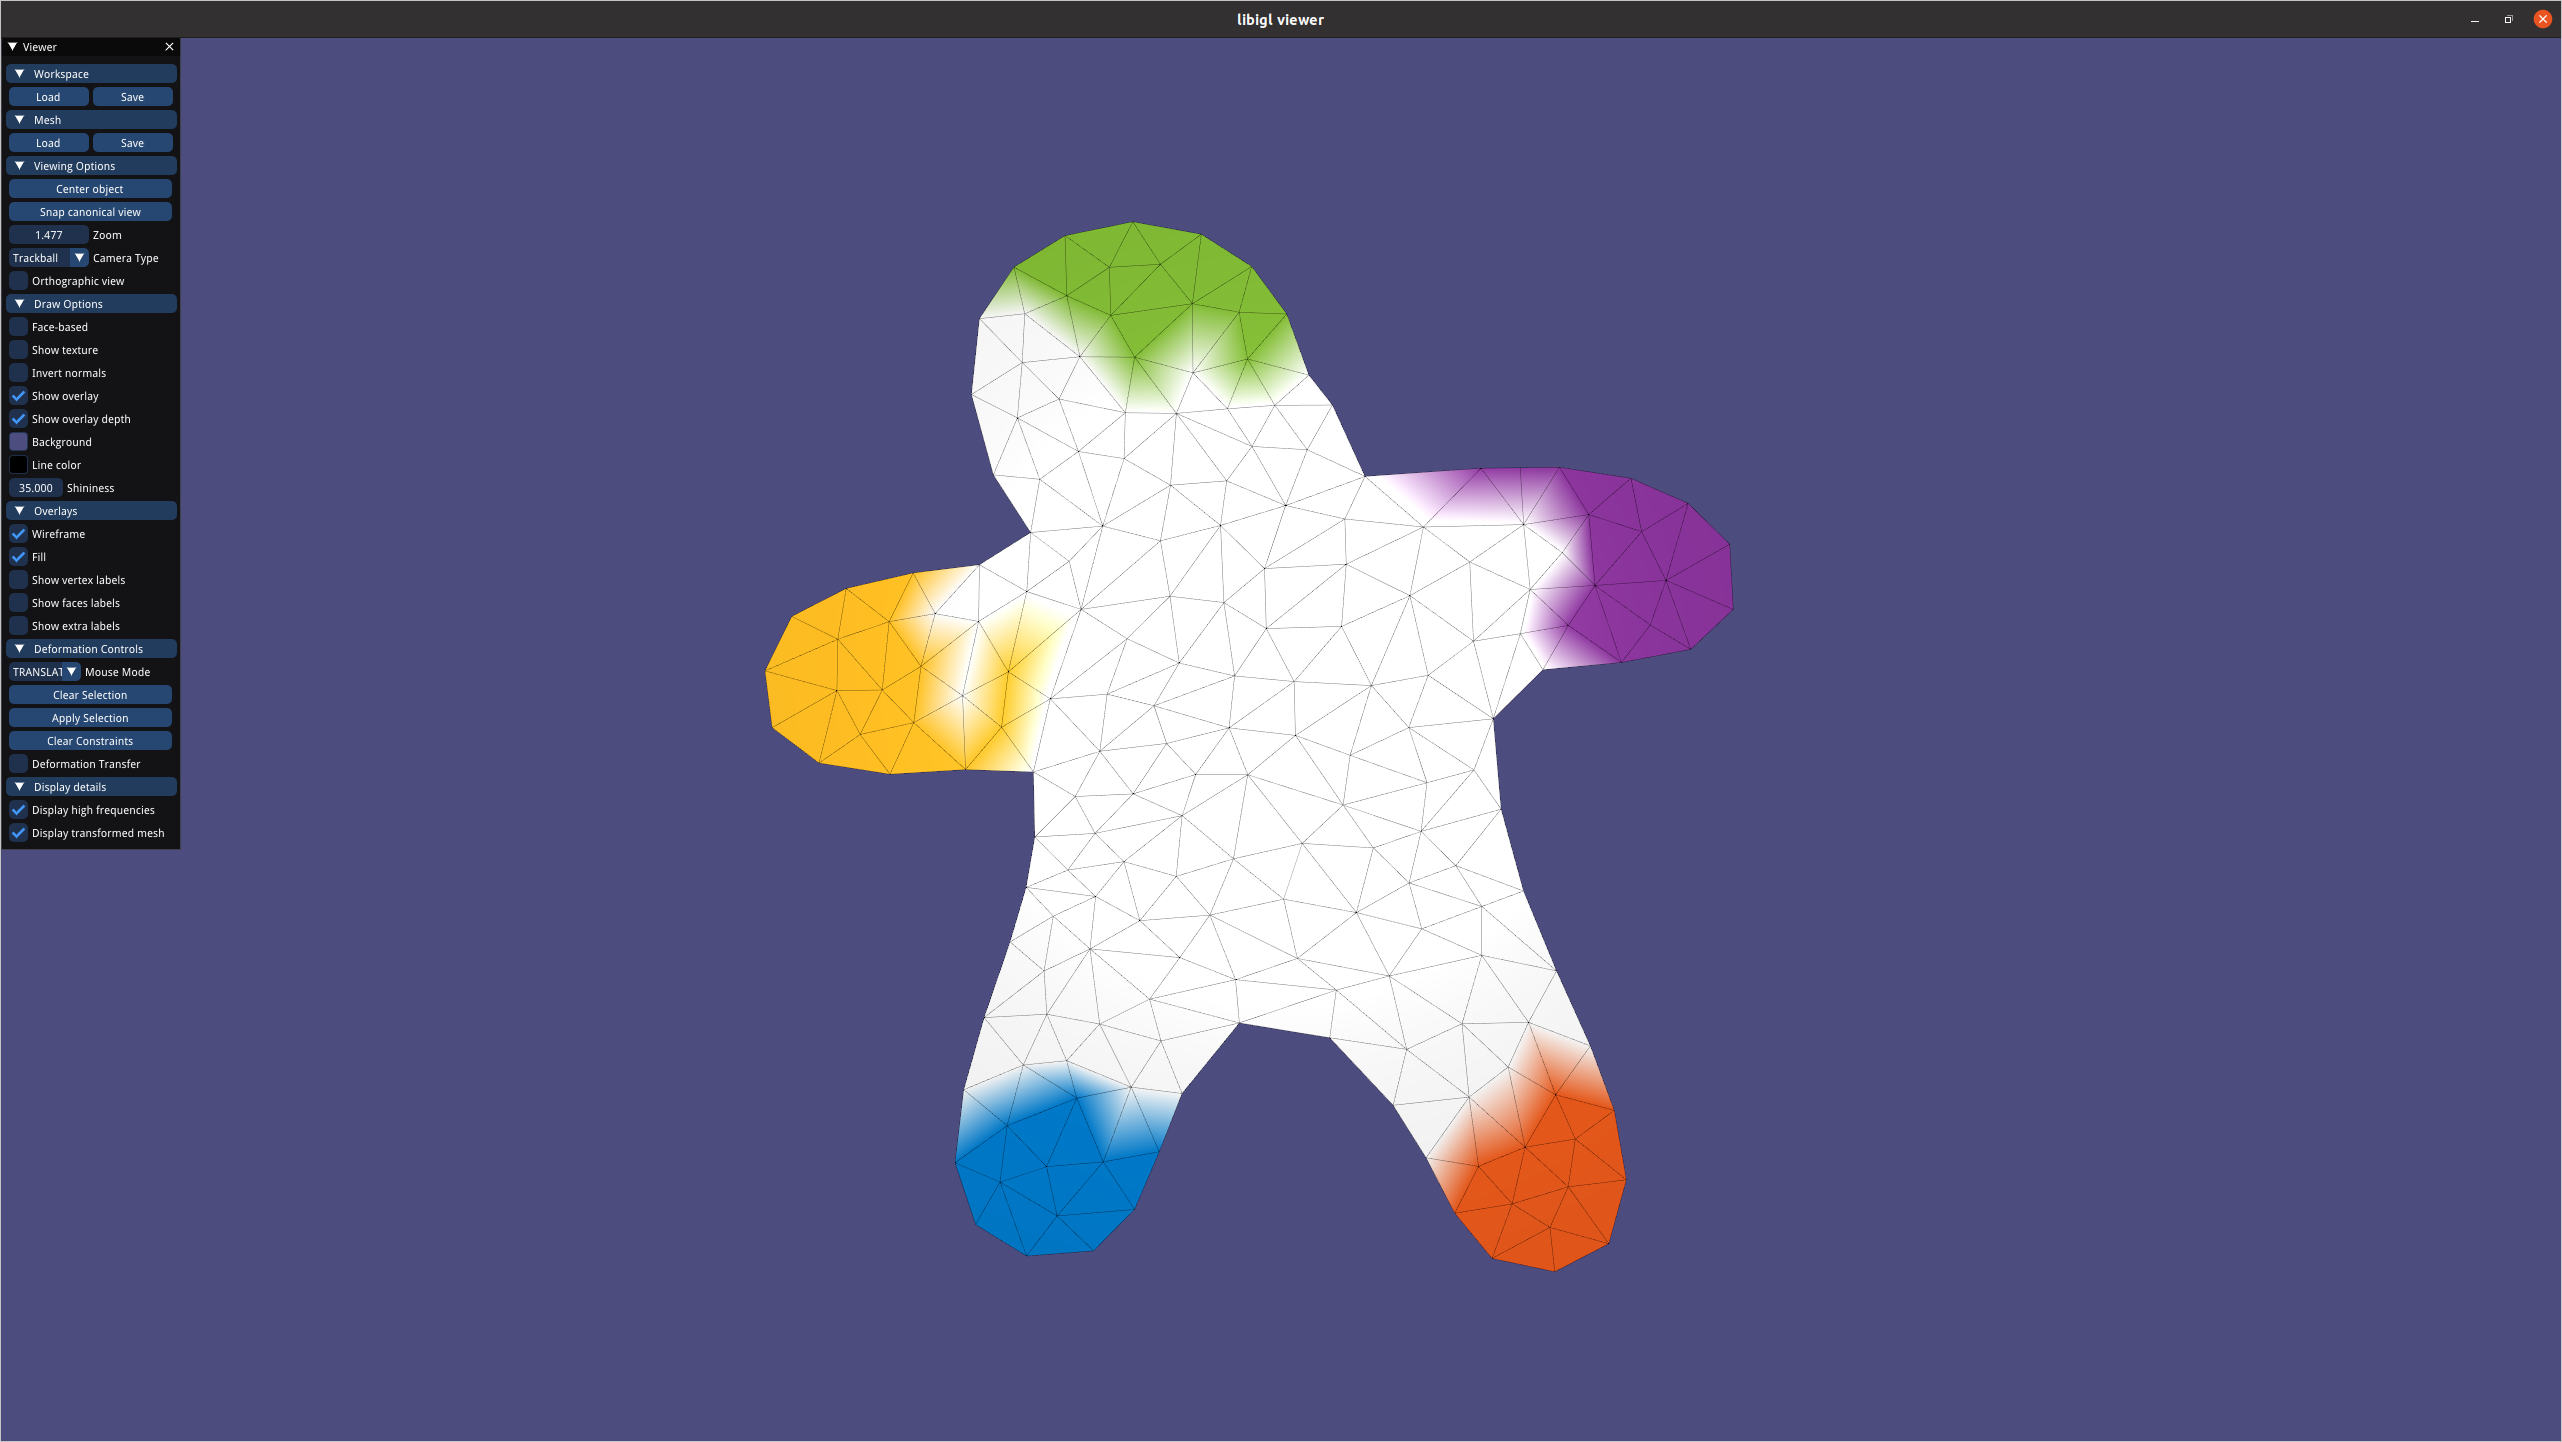 libigl viewer
Viewer
Workspace
Load Save
Mesh
Load Save
Viewing Options
Center object
Snap canonical view
1.477 Zoom
Trackball Camera Type
Orthographic view
Draw Options
Face-based
Show texture
Invert normals
Show overlay
Show overlay depth
Background
Line color
35.000 Shininess
Overlays
Wireframe
Fill
Show vertex labels
Show faces labels
Show extra labels
Deformation Controls
TRANSLAT Mouse Mode
Clear Selection
Apply Selection
Clear Constraints
Deformation Transfer
Display details
Display high frequencies
Display transformed mesh